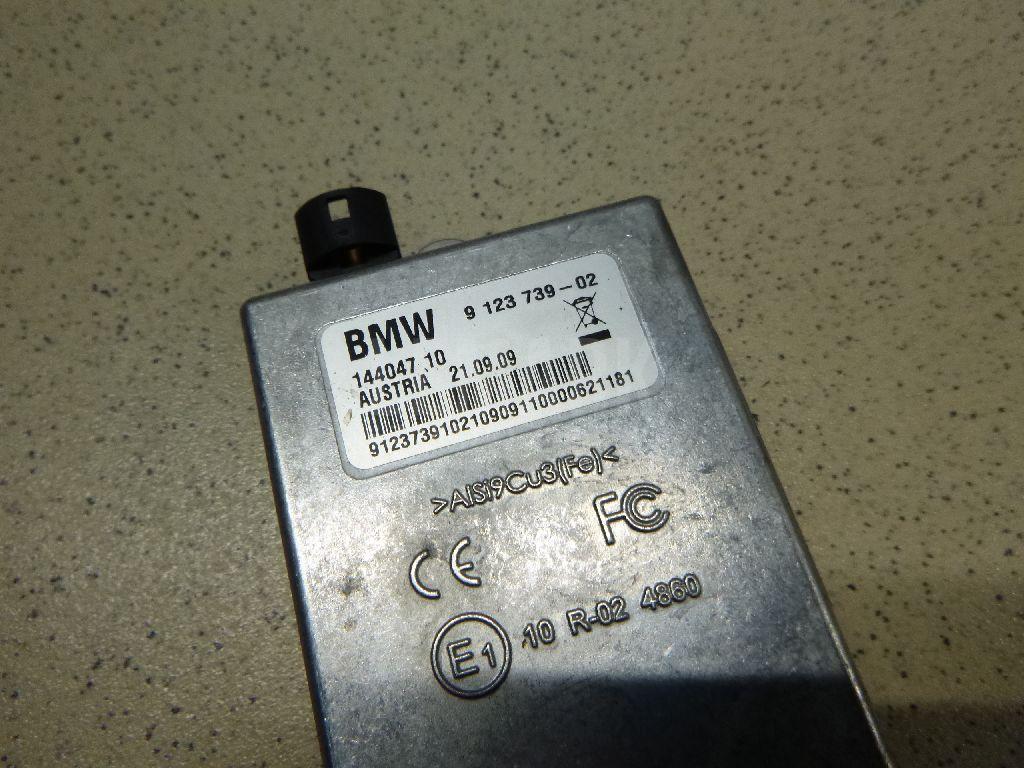 BMW 9 123 739-02
144047 10
AUSTRIA 21.09.09
912373910210909110000621181
>AlSi9Cu3(Fe)<
FC
CE
E1 10 R-02 4860